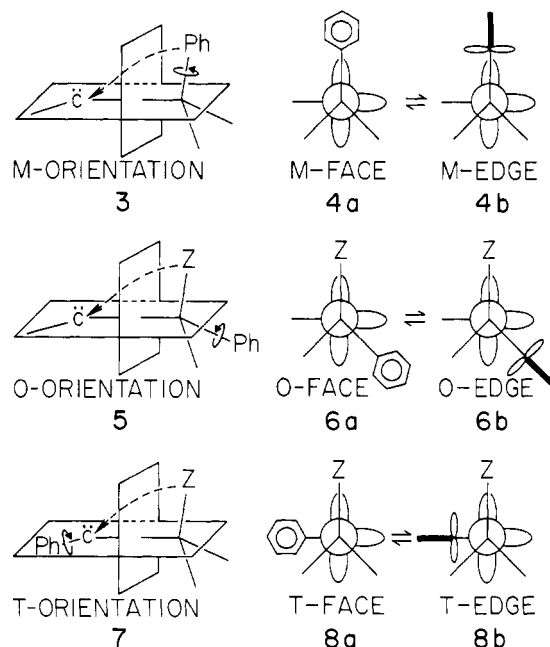 Ph
C̈
M-ORIENTATION
3
M-FACE
4a
⇌
M-EDGE
4b
Z
C̈
Ph
O-ORIENTATION
5
Z
O-FACE
6a
⇌
Z
O-EDGE
6b
Z
Ph C̈
T-ORIENTATION
7
Z
T-FACE
8a
⇌
Z
T-EDGE
8b